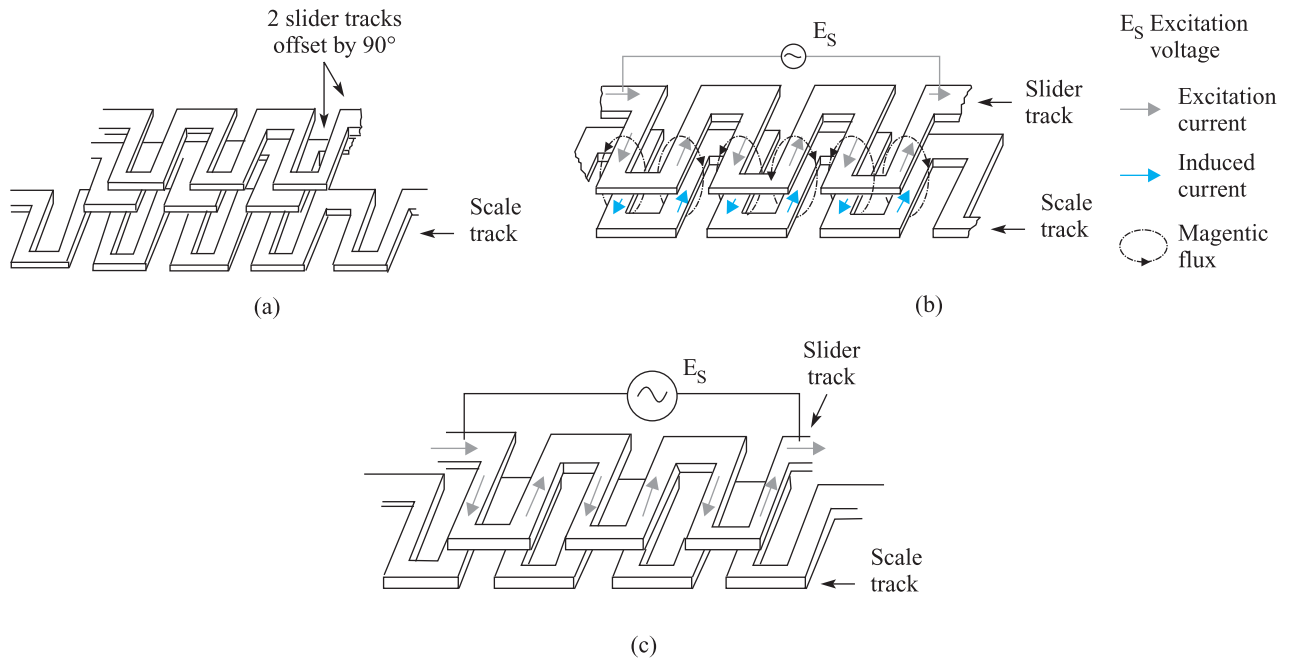 2 slider tracks
offset by 90°
Scale
track
(a)
E_S
Slider
track
Scale
track
(b)
E_S Excitation
voltage
Excitation
current
Induced
current
Magentic
flux
E_S
Slider
track
Scale
track
(c)